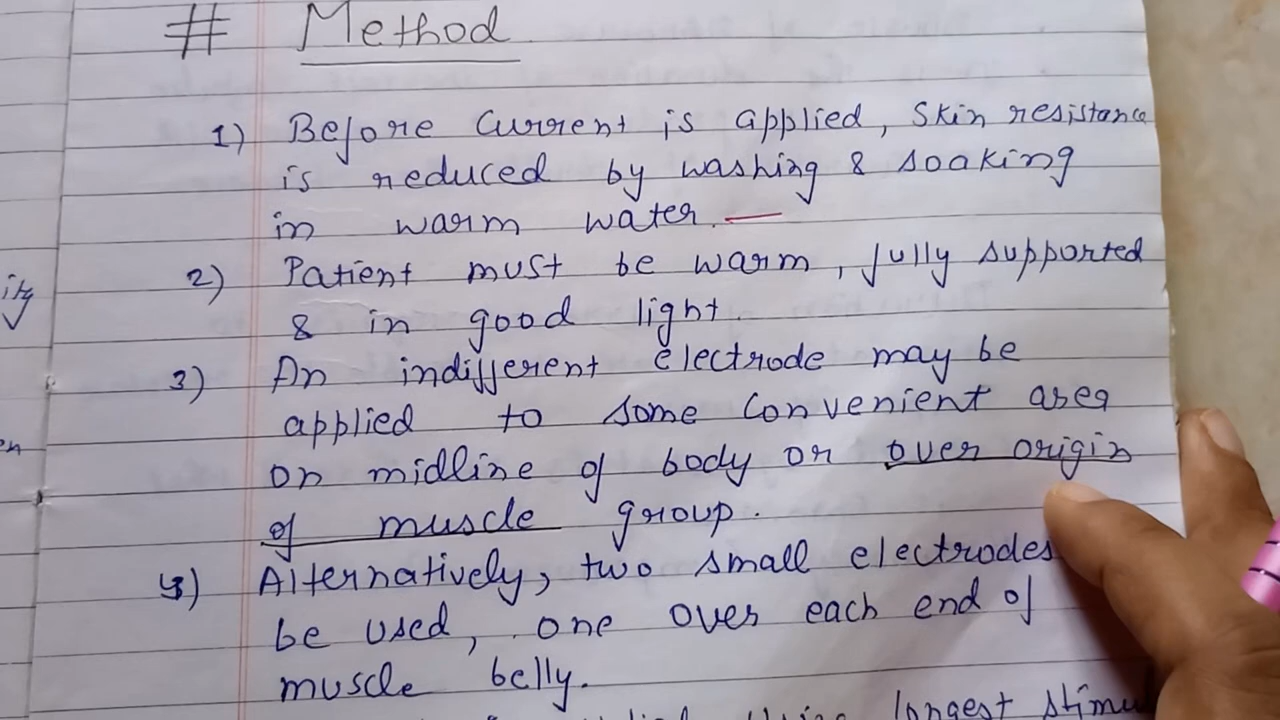 # Method
1) Before current is applied, skin resistance
is reduced by washing & soaking
in warm water.
2) Patient must be warm, fully supported
& in good light.
3) An indifferent electrode may be
applied to some convenient area
on midline of body or over origin
of muscle group.
4) Alternatively, two small electrodes
be used, one over each end of
muscle belly.
longest stimu